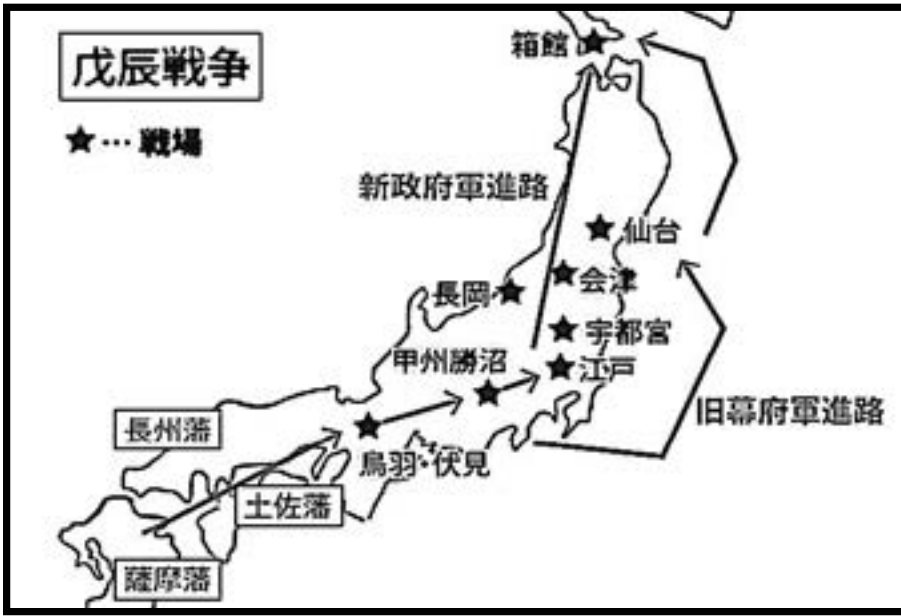 箱館
戊辰戦争
★… 戦場
新政府軍進路
仙台
会津
長岡
宇都宮
甲州勝沼
江戸
旧幕府軍進路
長州藩
鳥羽・伏見
土佐藩
薩摩藩